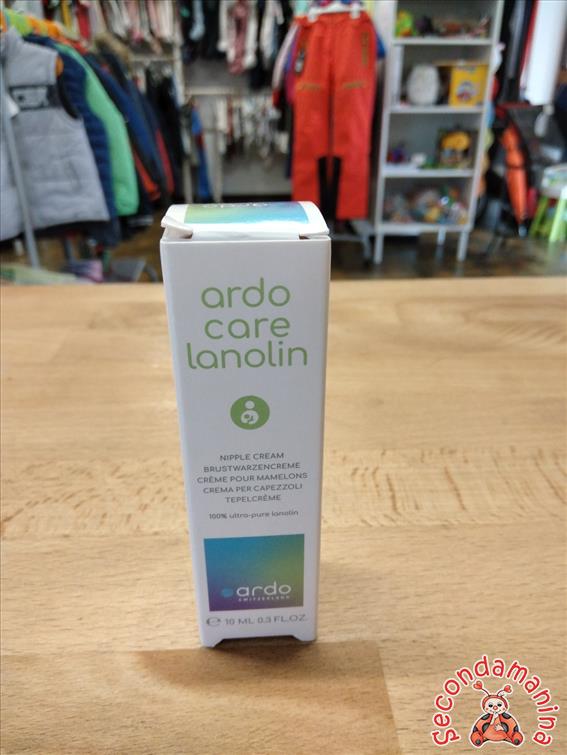 ardo
care
lanolin
NIPPLE CREAM
BRUSTWARZENCREME
CRÈME POUR MAMELONS
CREMA PER CAPEZZOLI
TEPELCRÈME
100% ultra-pure lanolin
ardo
SWITZERLAND
℮ 10 ML 0.3 FL.OZ.
secondamanina